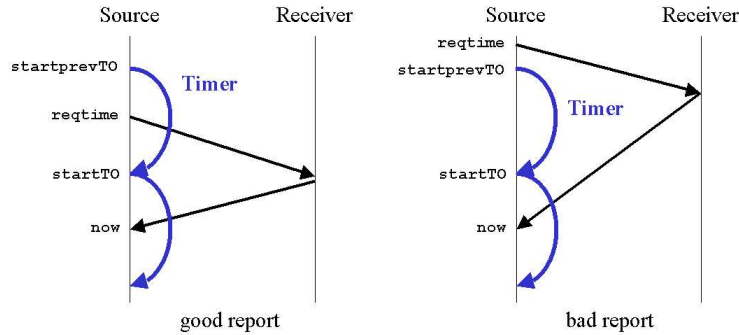 Source
Receiver
startprevTO
Timer
reqtime
startTO
now
good report
Source
Receiver
reqtime
startprevTO
Timer
startTO
now
bad report